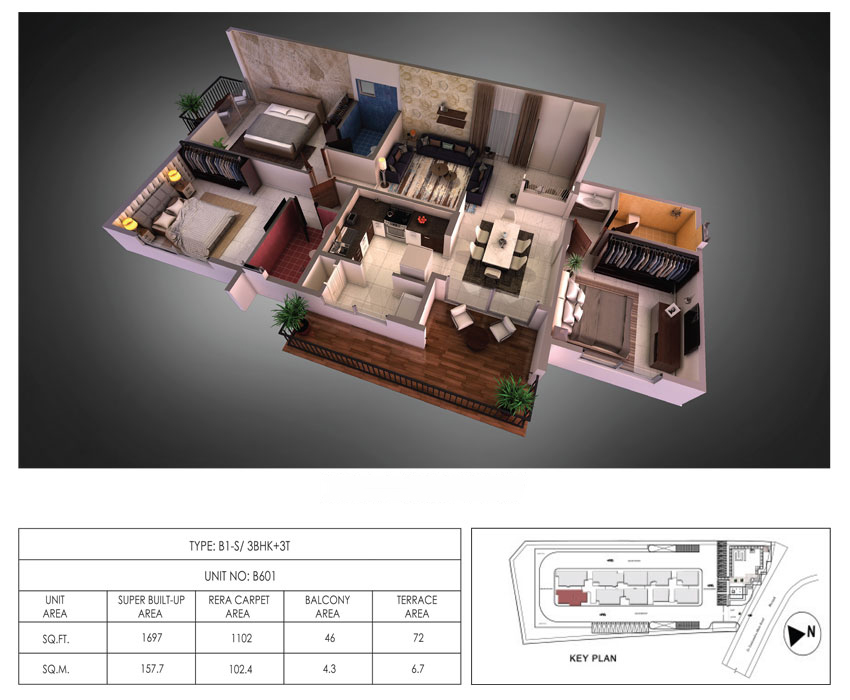 TYPE: B1-S/ 3BHK+3T
UNIT NO: B601
UNIT AREA SUPER BUILT-UP AREA RERA CARPET AREA BALCONY AREA TERRACE AREA
SQ.FT. 1697 1102 46 72
SQ.M. 157.7 102.4 4.3 6.7
N
KEY PLAN